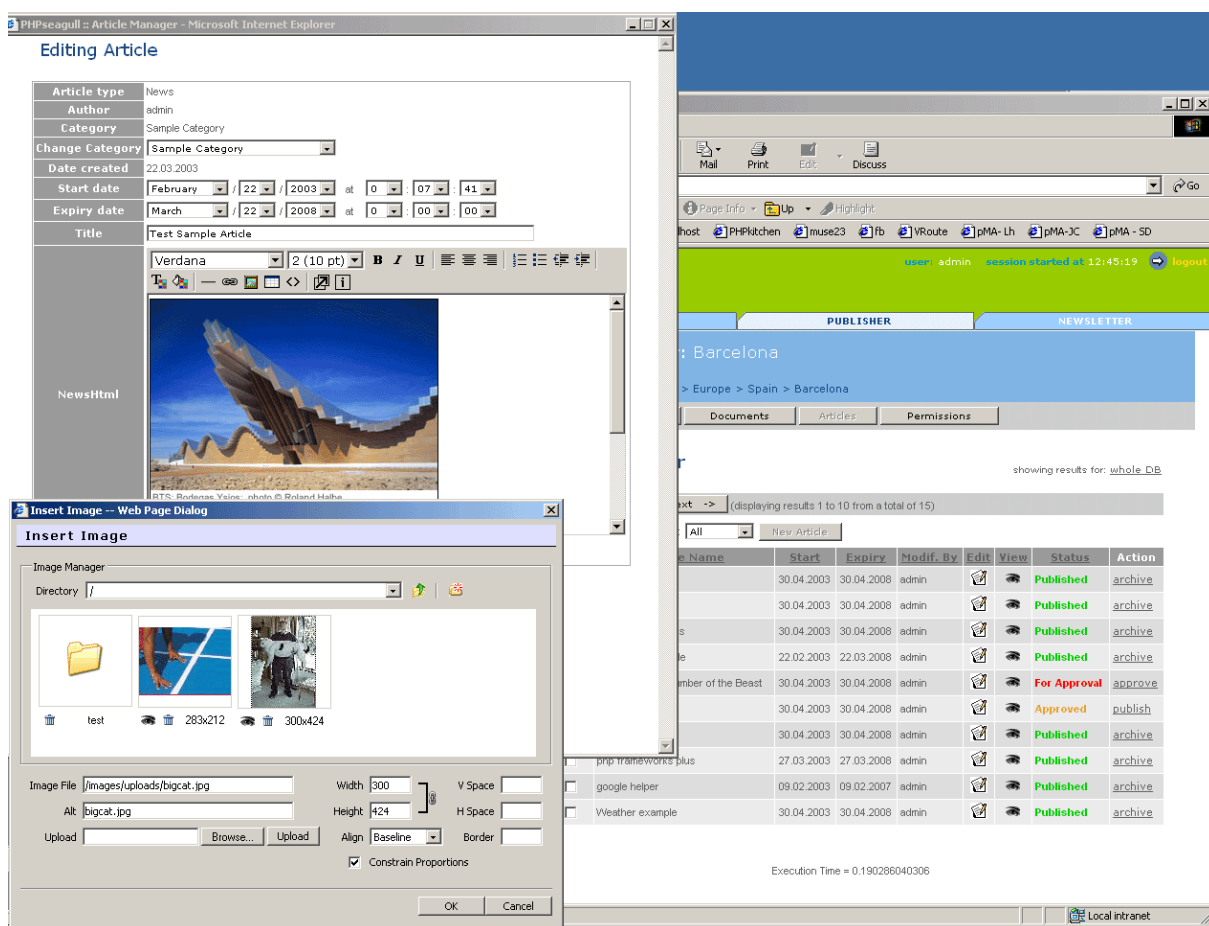 PHPseagull :: Article Manager - Microsoft Internet Explorer
Editing Article
Article type News
Author admin
Category Sample Category
Change Category Sample Category
Date created 22.03.2003
Start date February / 22 / 2003 at 0 : 07 : 41
Expiry date March / 22 / 2008 at 0 : 00 : 00
Title Test Sample Article
Verdana 2 (10 pt) B I U
NewsHtml
BTS: Bodegas Ysios: photo © Roland Halbe
Insert Image -- Web Page Dialog
Insert Image
Image Manager
Directory /
test 283x212 300x424
Image File /images/uploads/bigcat.jpg Width 300 V Space
Alt bigcat.jpg Height 424 H Space
Upload Browse... Upload Align Baseline Border
Constrain Proportions
OK Cancel
Mail Print Edit Discuss
Go
Page Info Up Highlight
lhost PHPkitchen muse23 fb VRoute pMA- Lh pMA-JC pMA - SD
user: admin session started at 12:45:19 logout
PUBLISHER NEWSLETTER
: Barcelona
> Europe > Spain > Barcelona
Documents Articles Permissions
r showing results for: whole DB
ext -> (displaying results 1 to 10 from a total of 15)
All New Article
e Name Start Expiry Modif. By Edit View Status Action
30.04.2003 30.04.2008 admin Published archive
30.04.2003 30.04.2008 admin Published archive
s 30.04.2003 30.04.2008 admin Published archive
le 22.02.2003 22.03.2008 admin Published archive
mber of the Beast 30.04.2003 30.04.2008 admin For Approval approve
30.04.2003 30.04.2008 admin Approved publish
30.04.2003 30.04.2008 admin Published archive
php frameworks plus 27.03.2003 27.03.2008 admin Published archive
google helper 09.02.2003 09.02.2007 admin Published archive
Weather example 30.04.2003 30.04.2008 admin Published archive
Execution Time = 0.190286040306
Local intranet